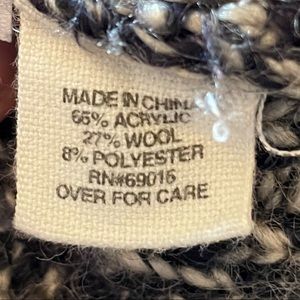 MADE IN CHINA
65% ACRYLIC
27% WOOL
8% POLYESTER
RN#69016
OVER FOR CARE